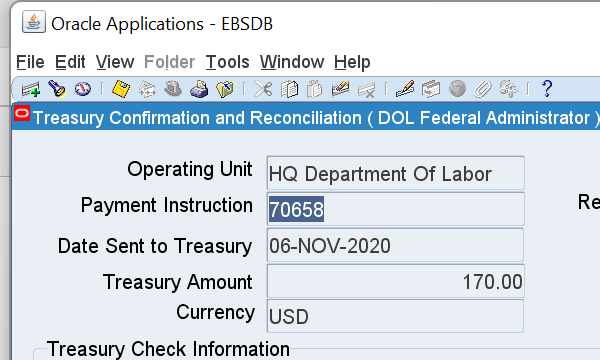 Oracle Applications - EBSDB
File Edit View Folder Tools Window Help
Treasury Confirmation and Reconciliation ( DOL Federal Administrator )
Operating Unit HQ Department Of Labor
Payment Instruction 70658 Re
Date Sent to Treasury 06-NOV-2020
Treasury Amount 170.00
Currency USD
Treasury Check Information